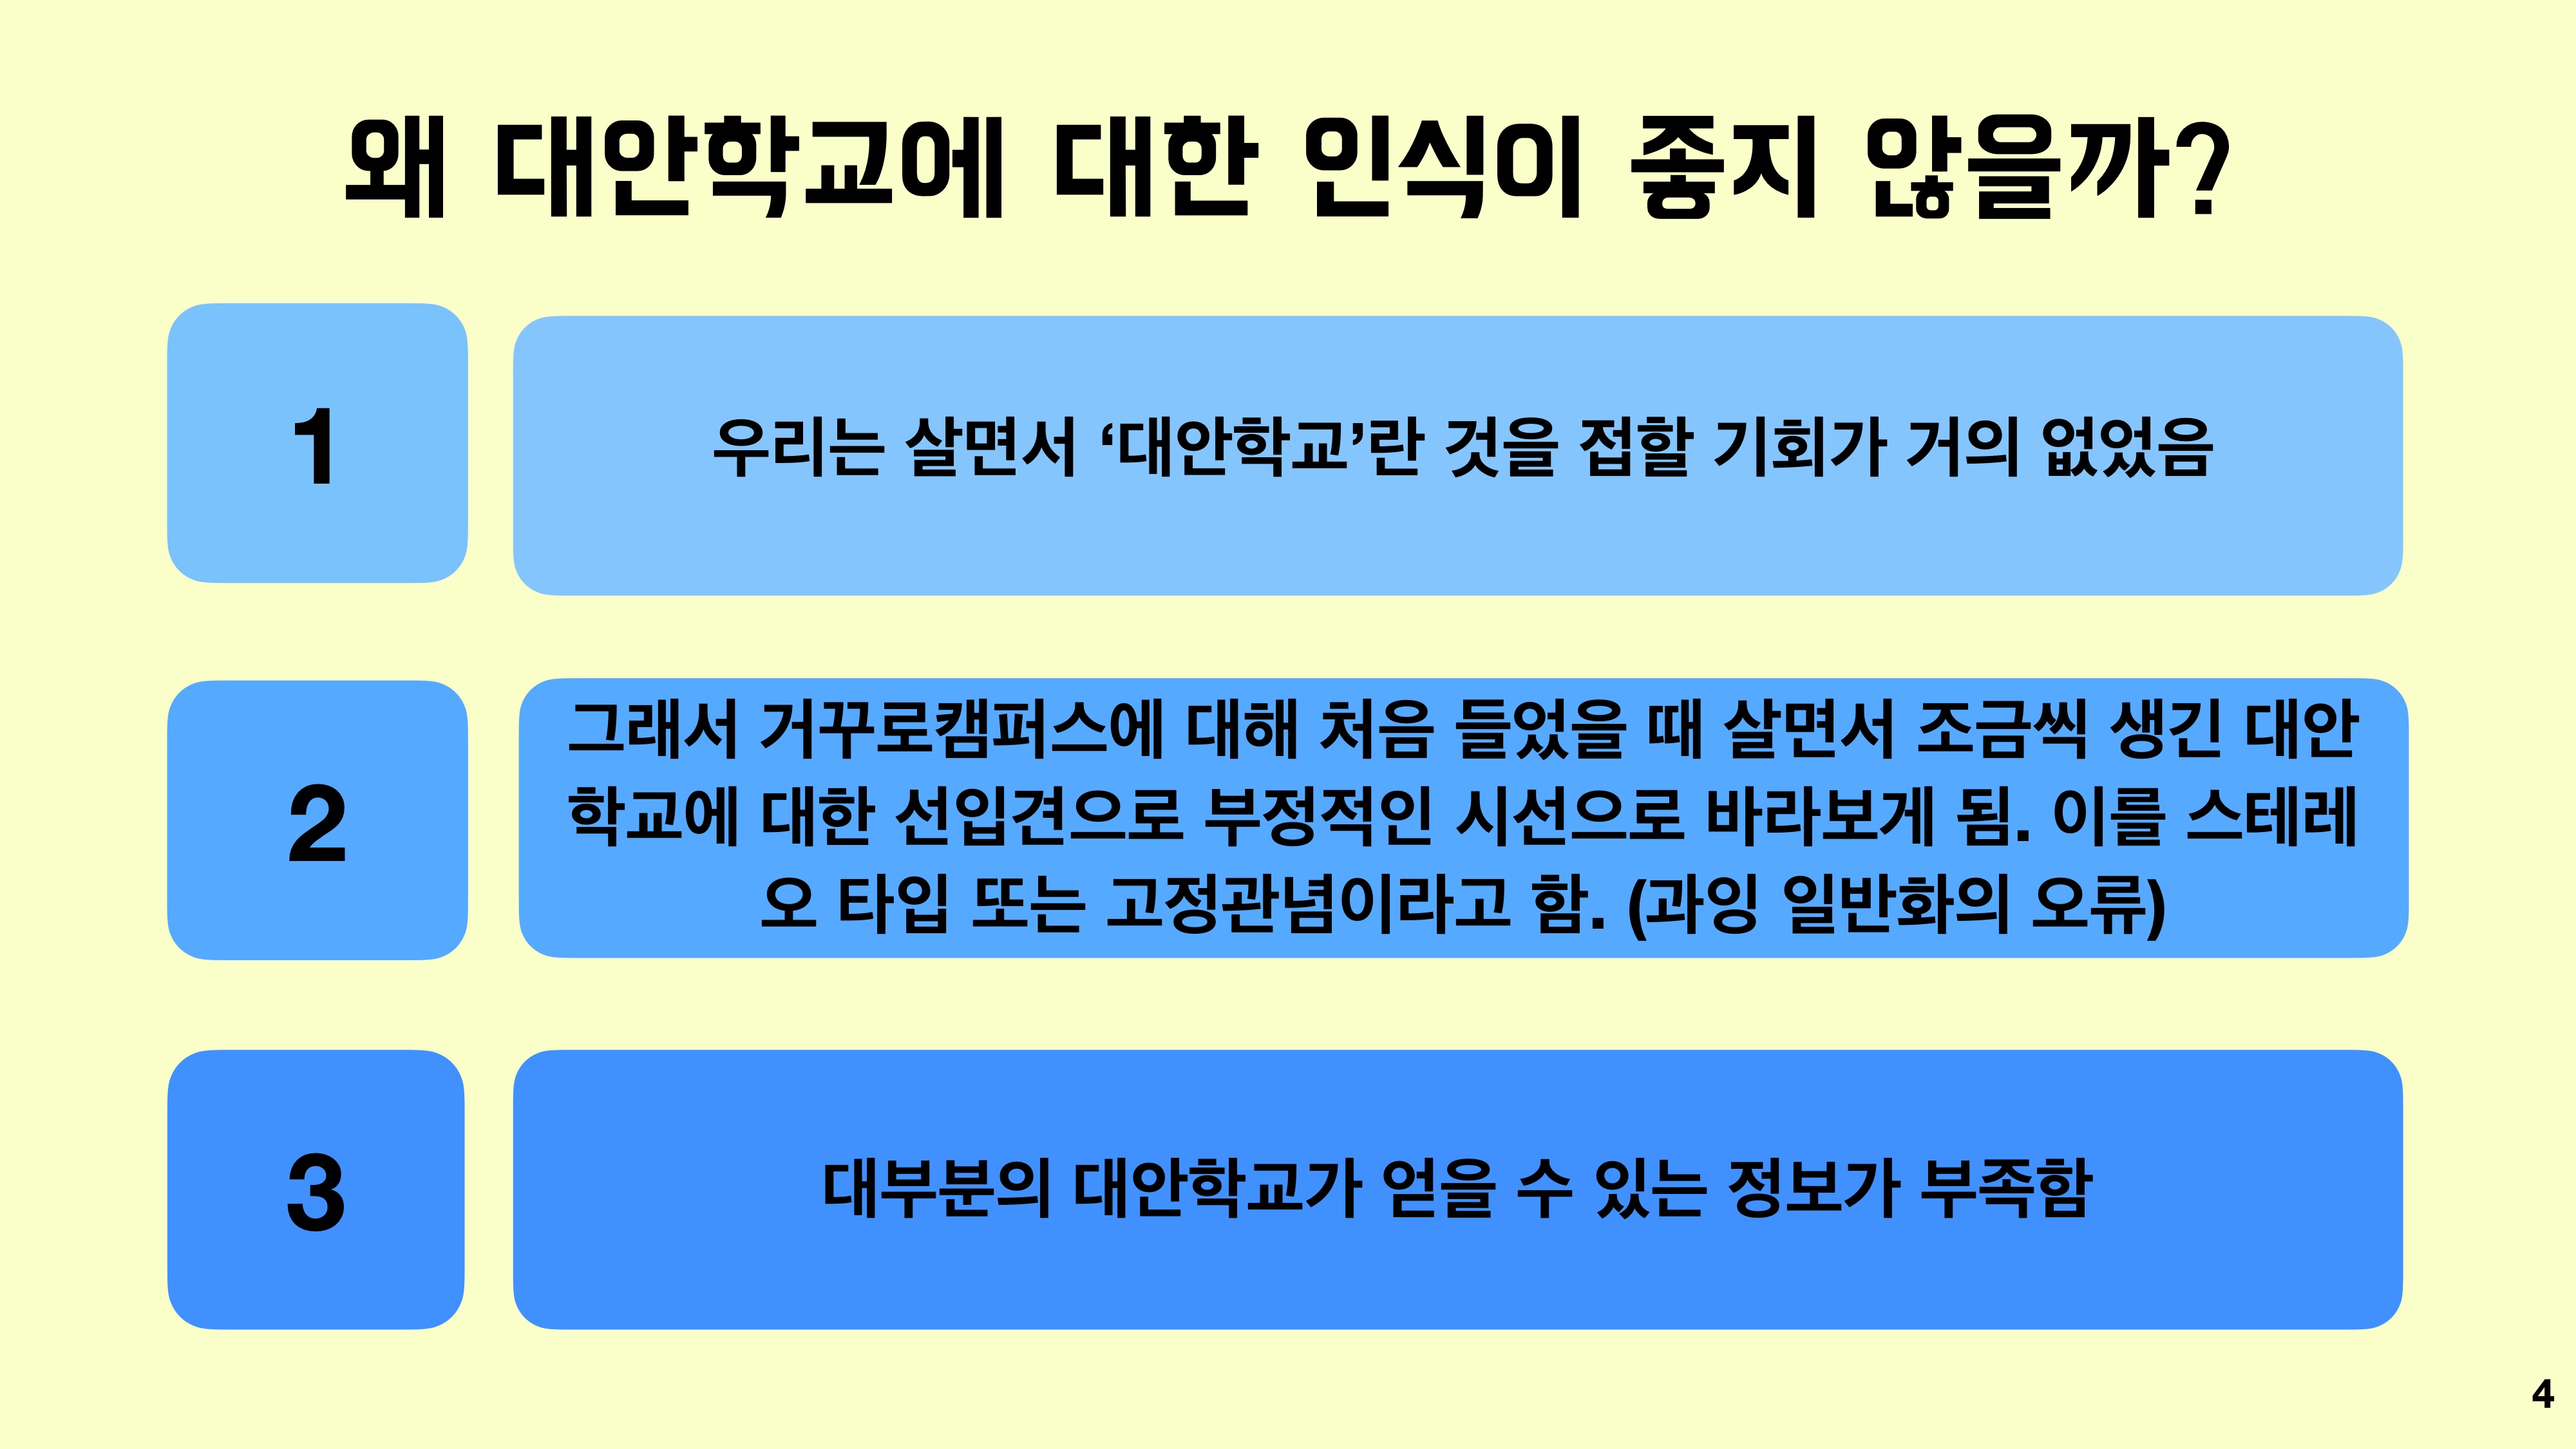 왜 대안학교에 대한 인식이 좋지 않을까?
1
우리는 살면서 ‘대안학교’란 것을 접할 기회가 거의 없었음
2
그래서 거꾸로캠퍼스에 대해 처음 들었을 때 살면서 조금씩 생긴 대안
학교에 대한 선입견으로 부정적인 시선으로 바라보게 됨. 이를 스테레
오 타입 또는 고정관념이라고 함. (과잉 일반화의 오류)
3
대부분의 대안학교가 얻을 수 있는 정보가 부족함
4